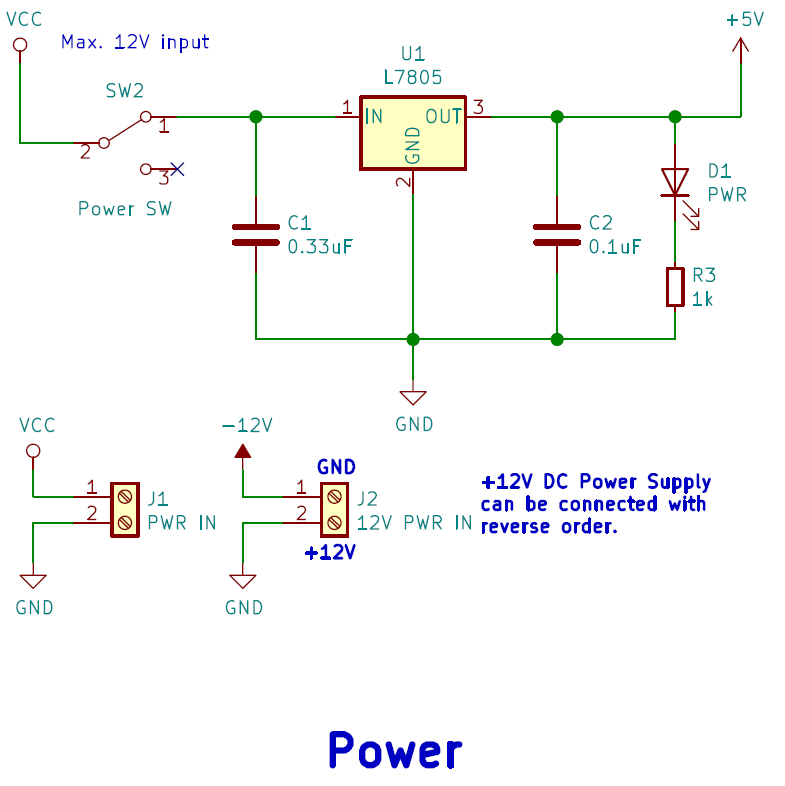 VCC
Max. 12V input
+5V
U1
L7805
SW2
1
2
3
Power SW
1
IN
OUT
3
GND
2
D1
PWR
C1
0.33uF
C2
0.1uF
R3
1k
GND
VCC
-12V
GND
1
2
J1
PWR IN
GND
1
2
J2
12V PWR IN
+12V
GND
+12V DC Power Supply
can be connected with
reverse order.
Power